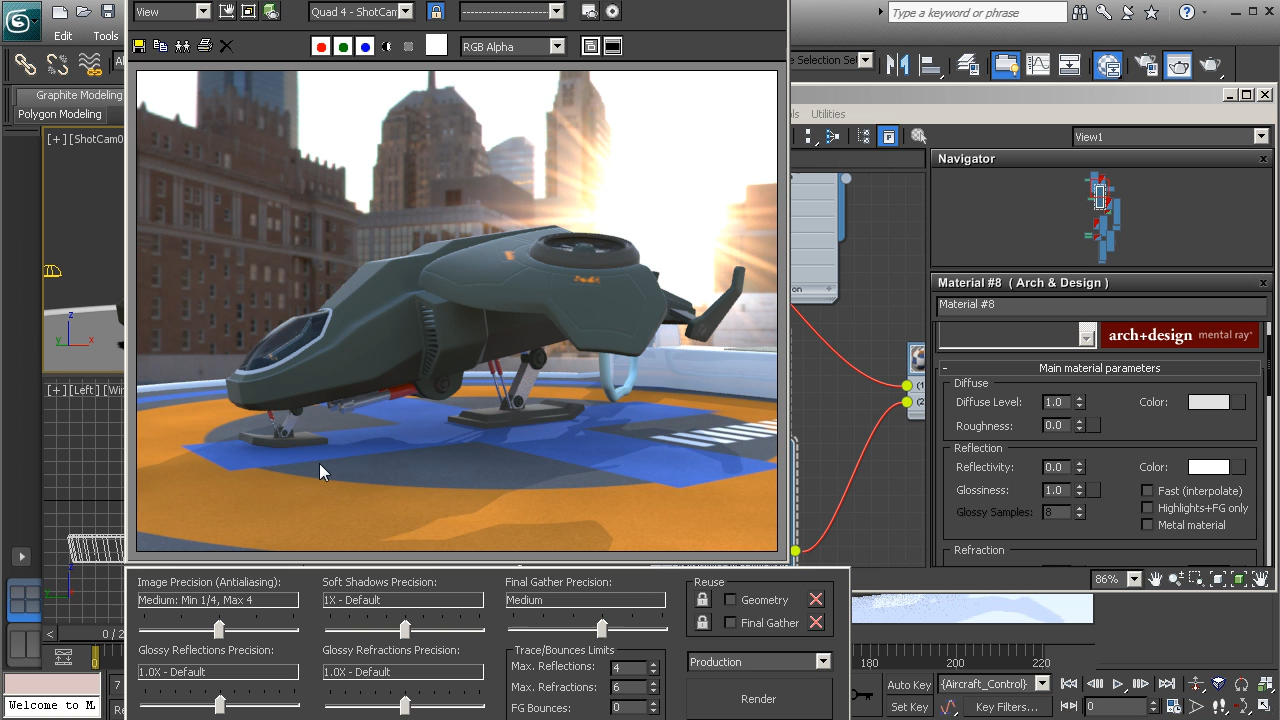 View
Quad 4 - ShotCam
Type a keyword or phrase
Edit
Tools
RGB Alpha
e Selection Set
Graphite Modeling
Polygon Modeling
ls
Utilities
View1
[+][ShotCam0
Navigator
Material #8 ( Arch & Design )
Material #8
arch+design mental ray
Main material parameters
Diffuse
Diffuse Level: 1.0
Color:
Roughness: 0.0
Reflection
Reflectivity: 0.0
Color:
Glossiness: 1.0
Fast (interpolate)
Glossy Samples: 8
Highlights+FG only
Metal material
Refraction
[+][Left][Wir
86%
Image Precision (Antialiasing):
Medium: Min 1/4, Max 4
Soft Shadows Precision:
1X - Default
Final Gather Precision:
Medium
Reuse
Geometry
Final Gather
Glossy Reflections Precision:
1.0X - Default
Glossy Refractions Precision:
1.0X - Default
Trace/Bounces Limits
Max. Reflections: 4
Max. Refractions: 6
FG Bounces: 0
Production
Render
0 / 2
0
180
200
220
Auto Key
{Aircraft_Control}
Set Key
Key Filters...
0
Welcome to M